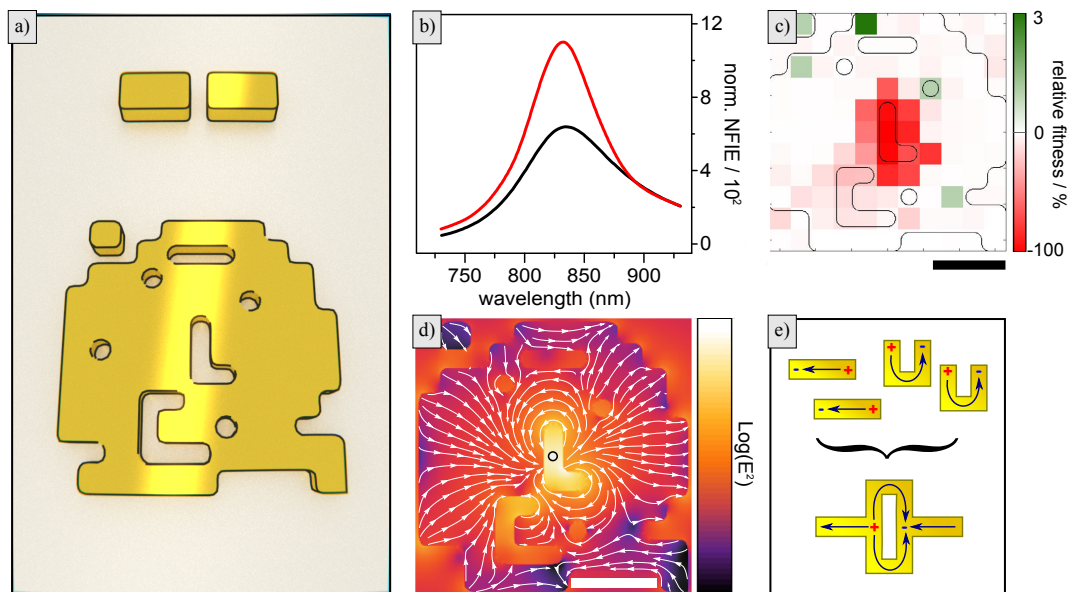 a)
b)
12
8
4
0
norm. NFIE / 10²
750
800
850
900
wavelength (nm)
c)
3
0
-100
relative fitness / %
d)
Log(E²)
e)
- +
+ -
+ -
- +
+ -